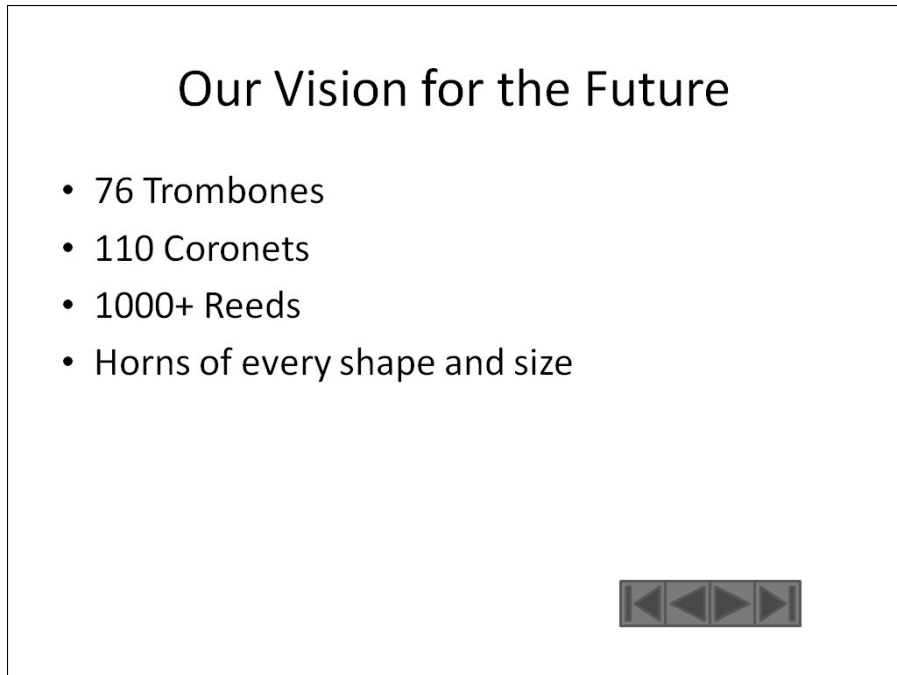 Our Vision for the Future
• 76 Trombones
• 110 Coronets
• 1000+ Reeds
• Horns of every shape and size